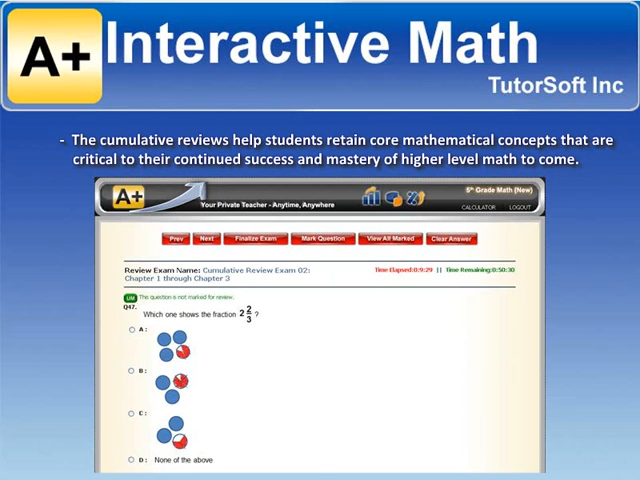 A+ Interactive Math
TutorSoft Inc
- The cumulative reviews help students retain core mathematical concepts that are
critical to their continued success and mastery of higher level math to come.
A+
Your Private Teacher - Anytime, Anywhere
5th Grade Math (New)
CALCULATOR LOGOUT
Prev Next Finalize Exam Mark Question View All Marked Clear Answer
Review Exam Name: Cumulative Review Exam 02:
Chapter 1 through Chapter 3
Time Elapsed:0:9:29 || Time Remaining:0:50:30
UM This question is not marked for review.
Q47.
Which one shows the fraction 2 2/3 ?
A :
B :
C :
D : None of the above